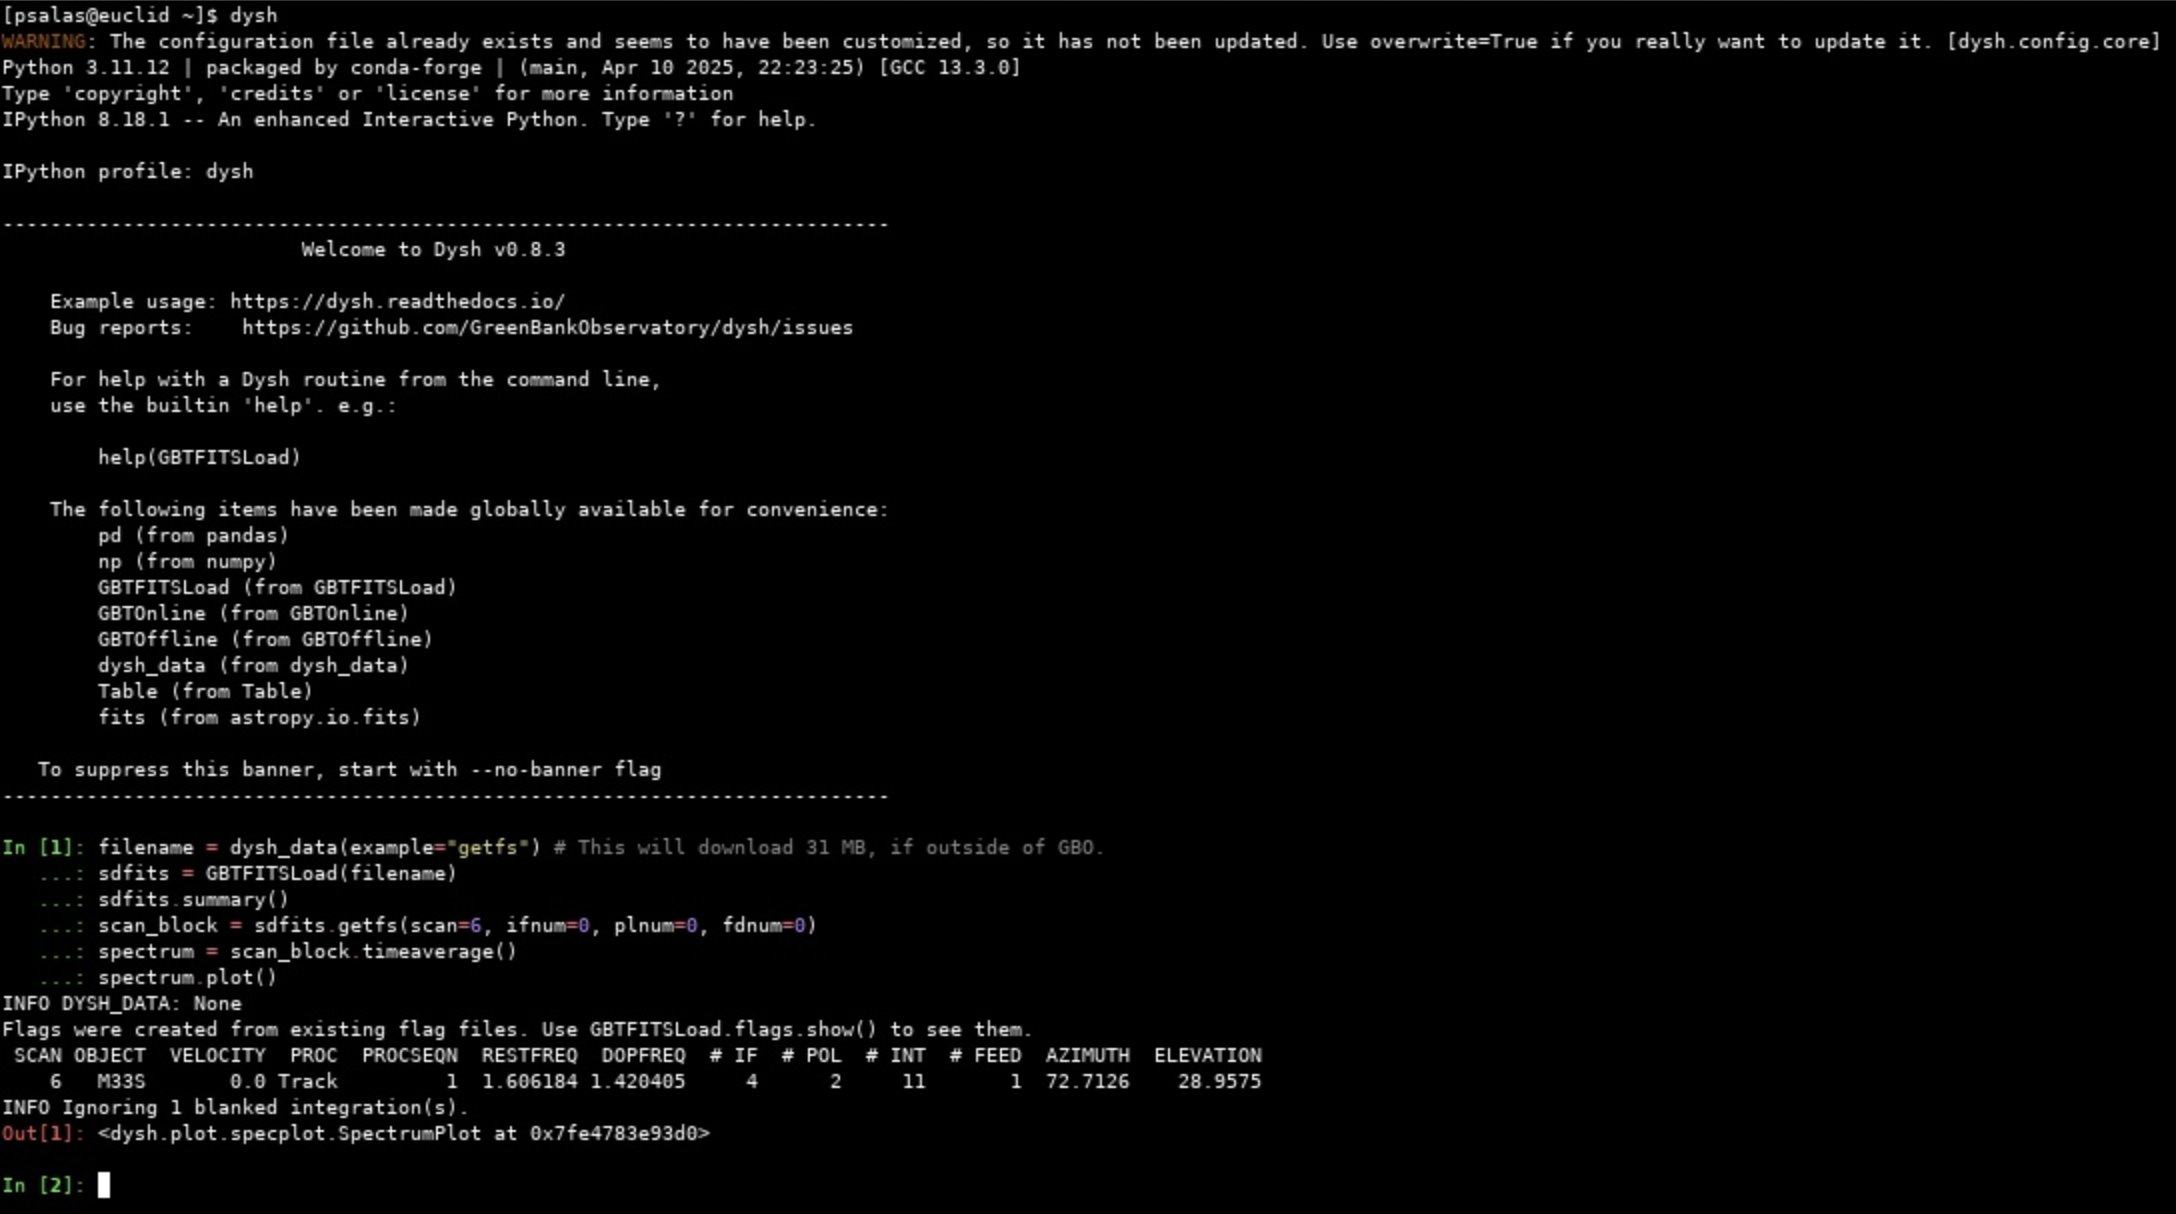 [psalas@euclid ~]$ dysh
WARNING: The configuration file already exists and seems to have been customized, so it has not been updated. Use overwrite=True if you really want to update it. [dysh.config.core]
Python 3.11.12 | packaged by conda-forge | (main, Apr 10 2025, 22:23:25) [GCC 13.3.0]
Type 'copyright', 'credits' or 'license' for more information
IPython 8.18.1 -- An enhanced Interactive Python. Type '?' for help.

IPython profile: dysh

--------------------------------------------------------------------------
                         Welcome to Dysh v0.8.3

    Example usage: https://dysh.readthedocs.io/
    Bug reports:    https://github.com/GreenBankObservatory/dysh/issues

    For help with a Dysh routine from the command line,
    use the builtin 'help'. e.g.:

        help(GBTFITSLoad)

    The following items have been made globally available for convenience:
        pd (from pandas)
        np (from numpy)
        GBTFITSLoad (from GBTFITSLoad)
        GBTOnline (from GBTOnline)
        GBTOffline (from GBTOffline)
        dysh_data (from dysh_data)
        Table (from Table)
        fits (from astropy.io.fits)

   To suppress this banner, start with --no-banner flag
--------------------------------------------------------------------------

In [1]: filename = dysh_data(example="getfs") # This will download 31 MB, if outside of GBO.
   ...: sdfits = GBTFITSLoad(filename)
   ...: sdfits.summary()
   ...: scan_block = sdfits.getfs(scan=6, ifnum=0, plnum=0, fdnum=0)
   ...: spectrum = scan_block.timeaverage()
   ...: spectrum.plot()
INFO DYSH_DATA: None
Flags were created from existing flag files. Use GBTFITSLoad.flags.show() to see them.
 SCAN OBJECT  VELOCITY  PROC  PROCSEQN  RESTFREQ  DOPFREQ  # IF  # POL  # INT  # FEED  AZIMUTH  ELEVATION
    6   M33S       0.0 Track         1  1.606184 1.420405     4      2     11       1  72.7126    28.9575
INFO Ignoring 1 blanked integration(s).
Out[1]: <dysh.plot.specplot.SpectrumPlot at 0x7fe4783e93d0>

In [2]: